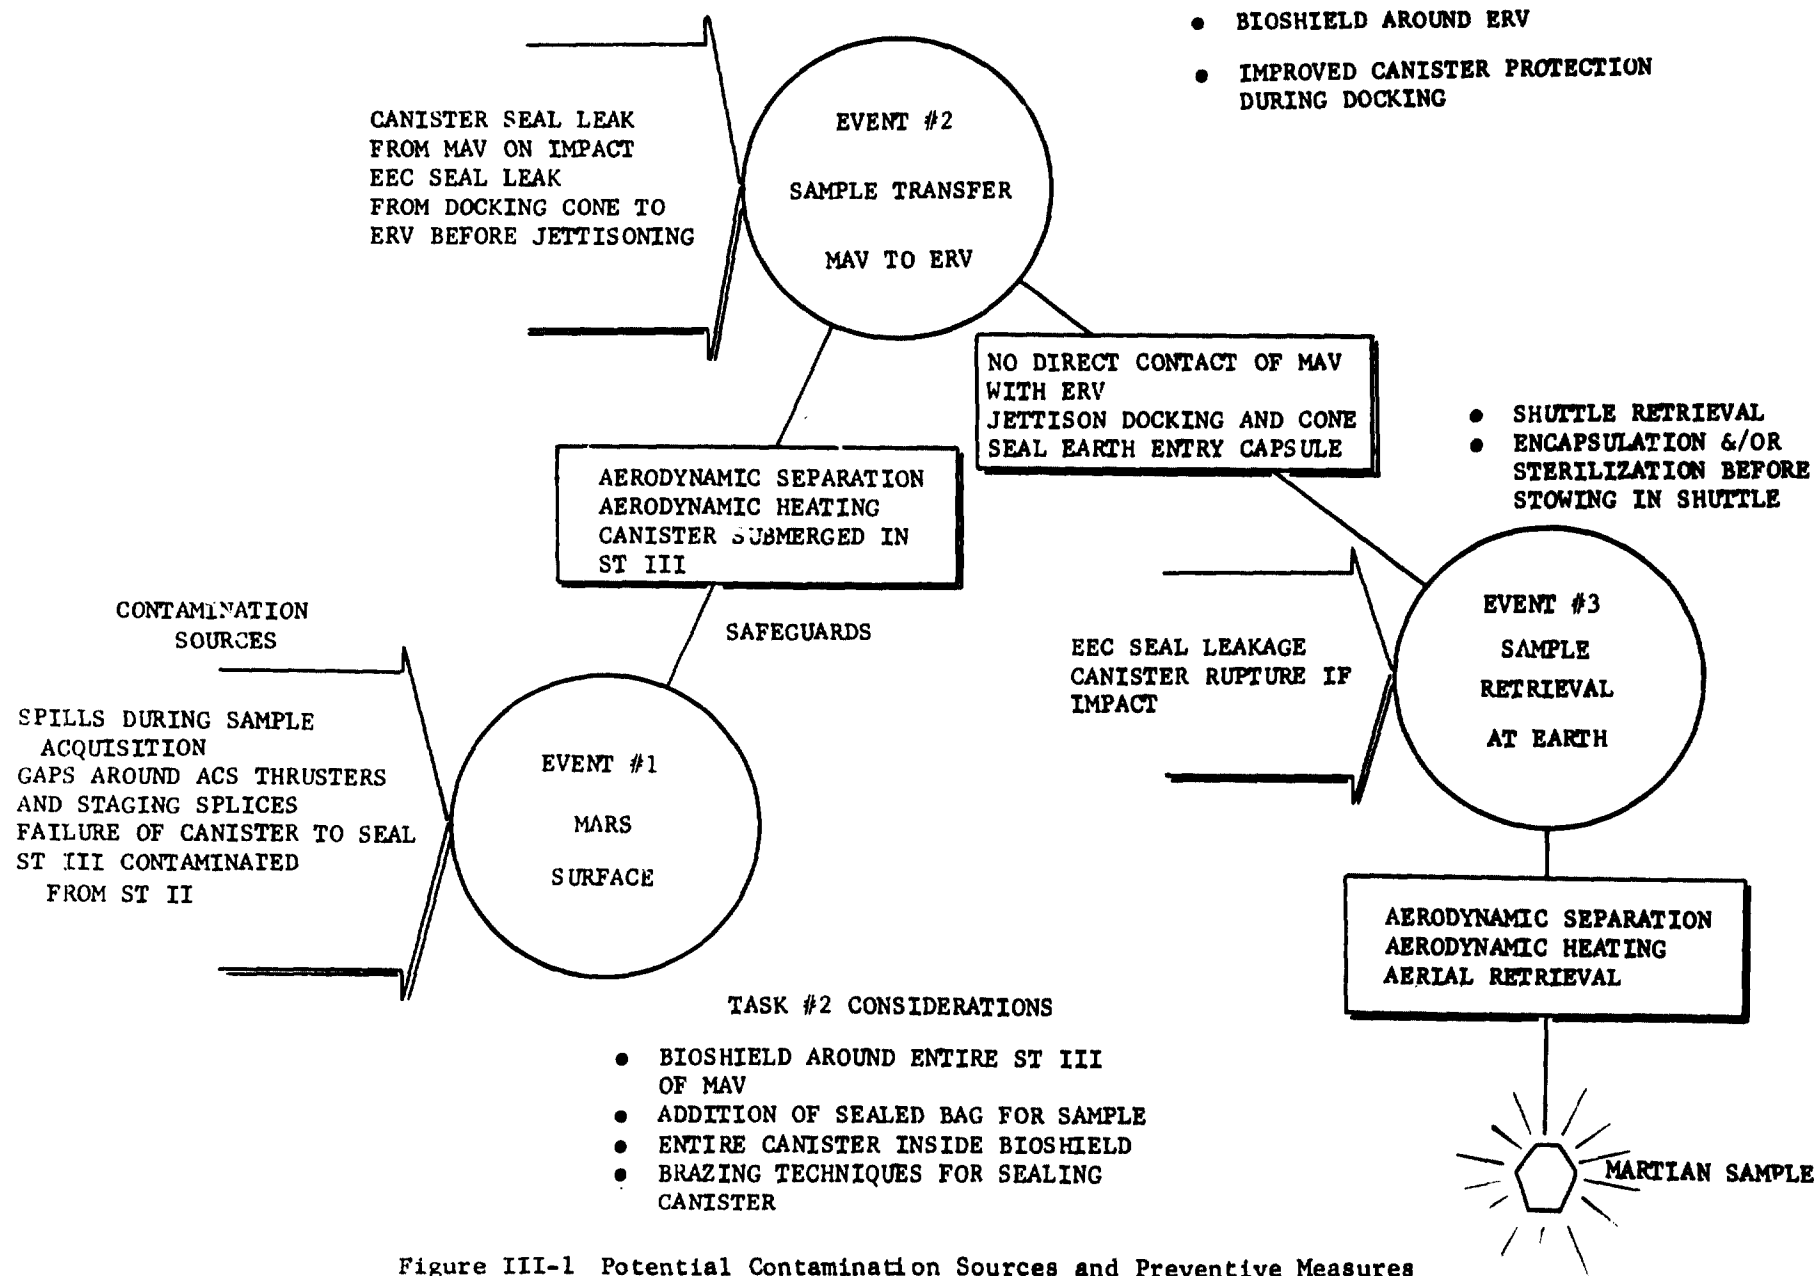 BIOSHIELD AROUND ERV
IMPROVED CANISTER PROTECTION
DURING DOCKING
CANISTER SEAL LEAK
FROM MAV ON IMPACT
EEC SEAL LEAK
FROM DOCKING CONE TO
ERV BEFORE JETTISONING
EVENT #2
SAMPLE TRANSFER
MAV TO ERV
NO DIRECT CONTACT OF MAV
WITH ERV
JETTISON DOCKING AND CONE
SEAL EARTH ENTRY CAPSULE
SHUTTLE RETRIEVAL
ENCAPSULATION &/OR
STERILIZATION BEFORE
STOWING IN SHUTTLE
AERODYNAMIC SEPARATION
AERODYNAMIC HEATING
CANISTER SUBMERGED IN
ST III
CONTAMINATION
SOURCES
SAFEGUARDS
EEC SEAL LEAKAGE
CANISTER RUPTURE IF
IMPACT
EVENT #3
SAMPLE
RETRIEVAL
AT EARTH
SPILLS DURING SAMPLE
ACQUISITION
GAPS AROUND ACS THRUSTERS
AND STAGING SPLICES
FAILURE OF CANISTER TO SEAL
ST III CONTAMINATED
FROM ST II
EVENT #1
MARS
SURFACE
AERODYNAMIC SEPARATION
AERODYNAMIC HEATING
AERIAL RETRIEVAL
TASK #2 CONSIDERATIONS
BIOSHIELD AROUND ENTIRE ST III
OF MAV
ADDITION OF SEALED BAG FOR SAMPLE
ENTIRE CANISTER INSIDE BIOSHIELD
BRAZING TECHNIQUES FOR SEALING
CANISTER
MARTIAN SAMPLE
Figure III-1 Potential Contamination Sources and Preventive Measures